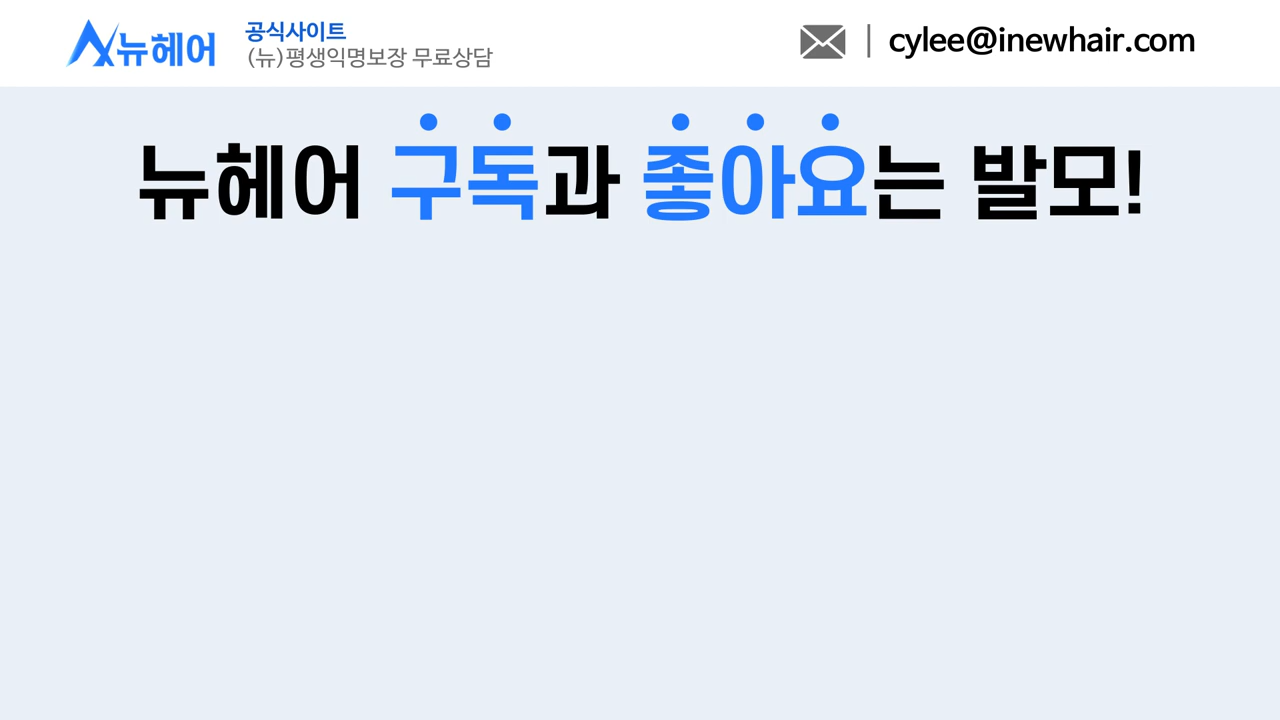 뉴헤어
공식사이트
(뉴)평생익명보장 무료상담
cylee@inewhair.com
뉴헤어 구독과 좋아요는 발모!